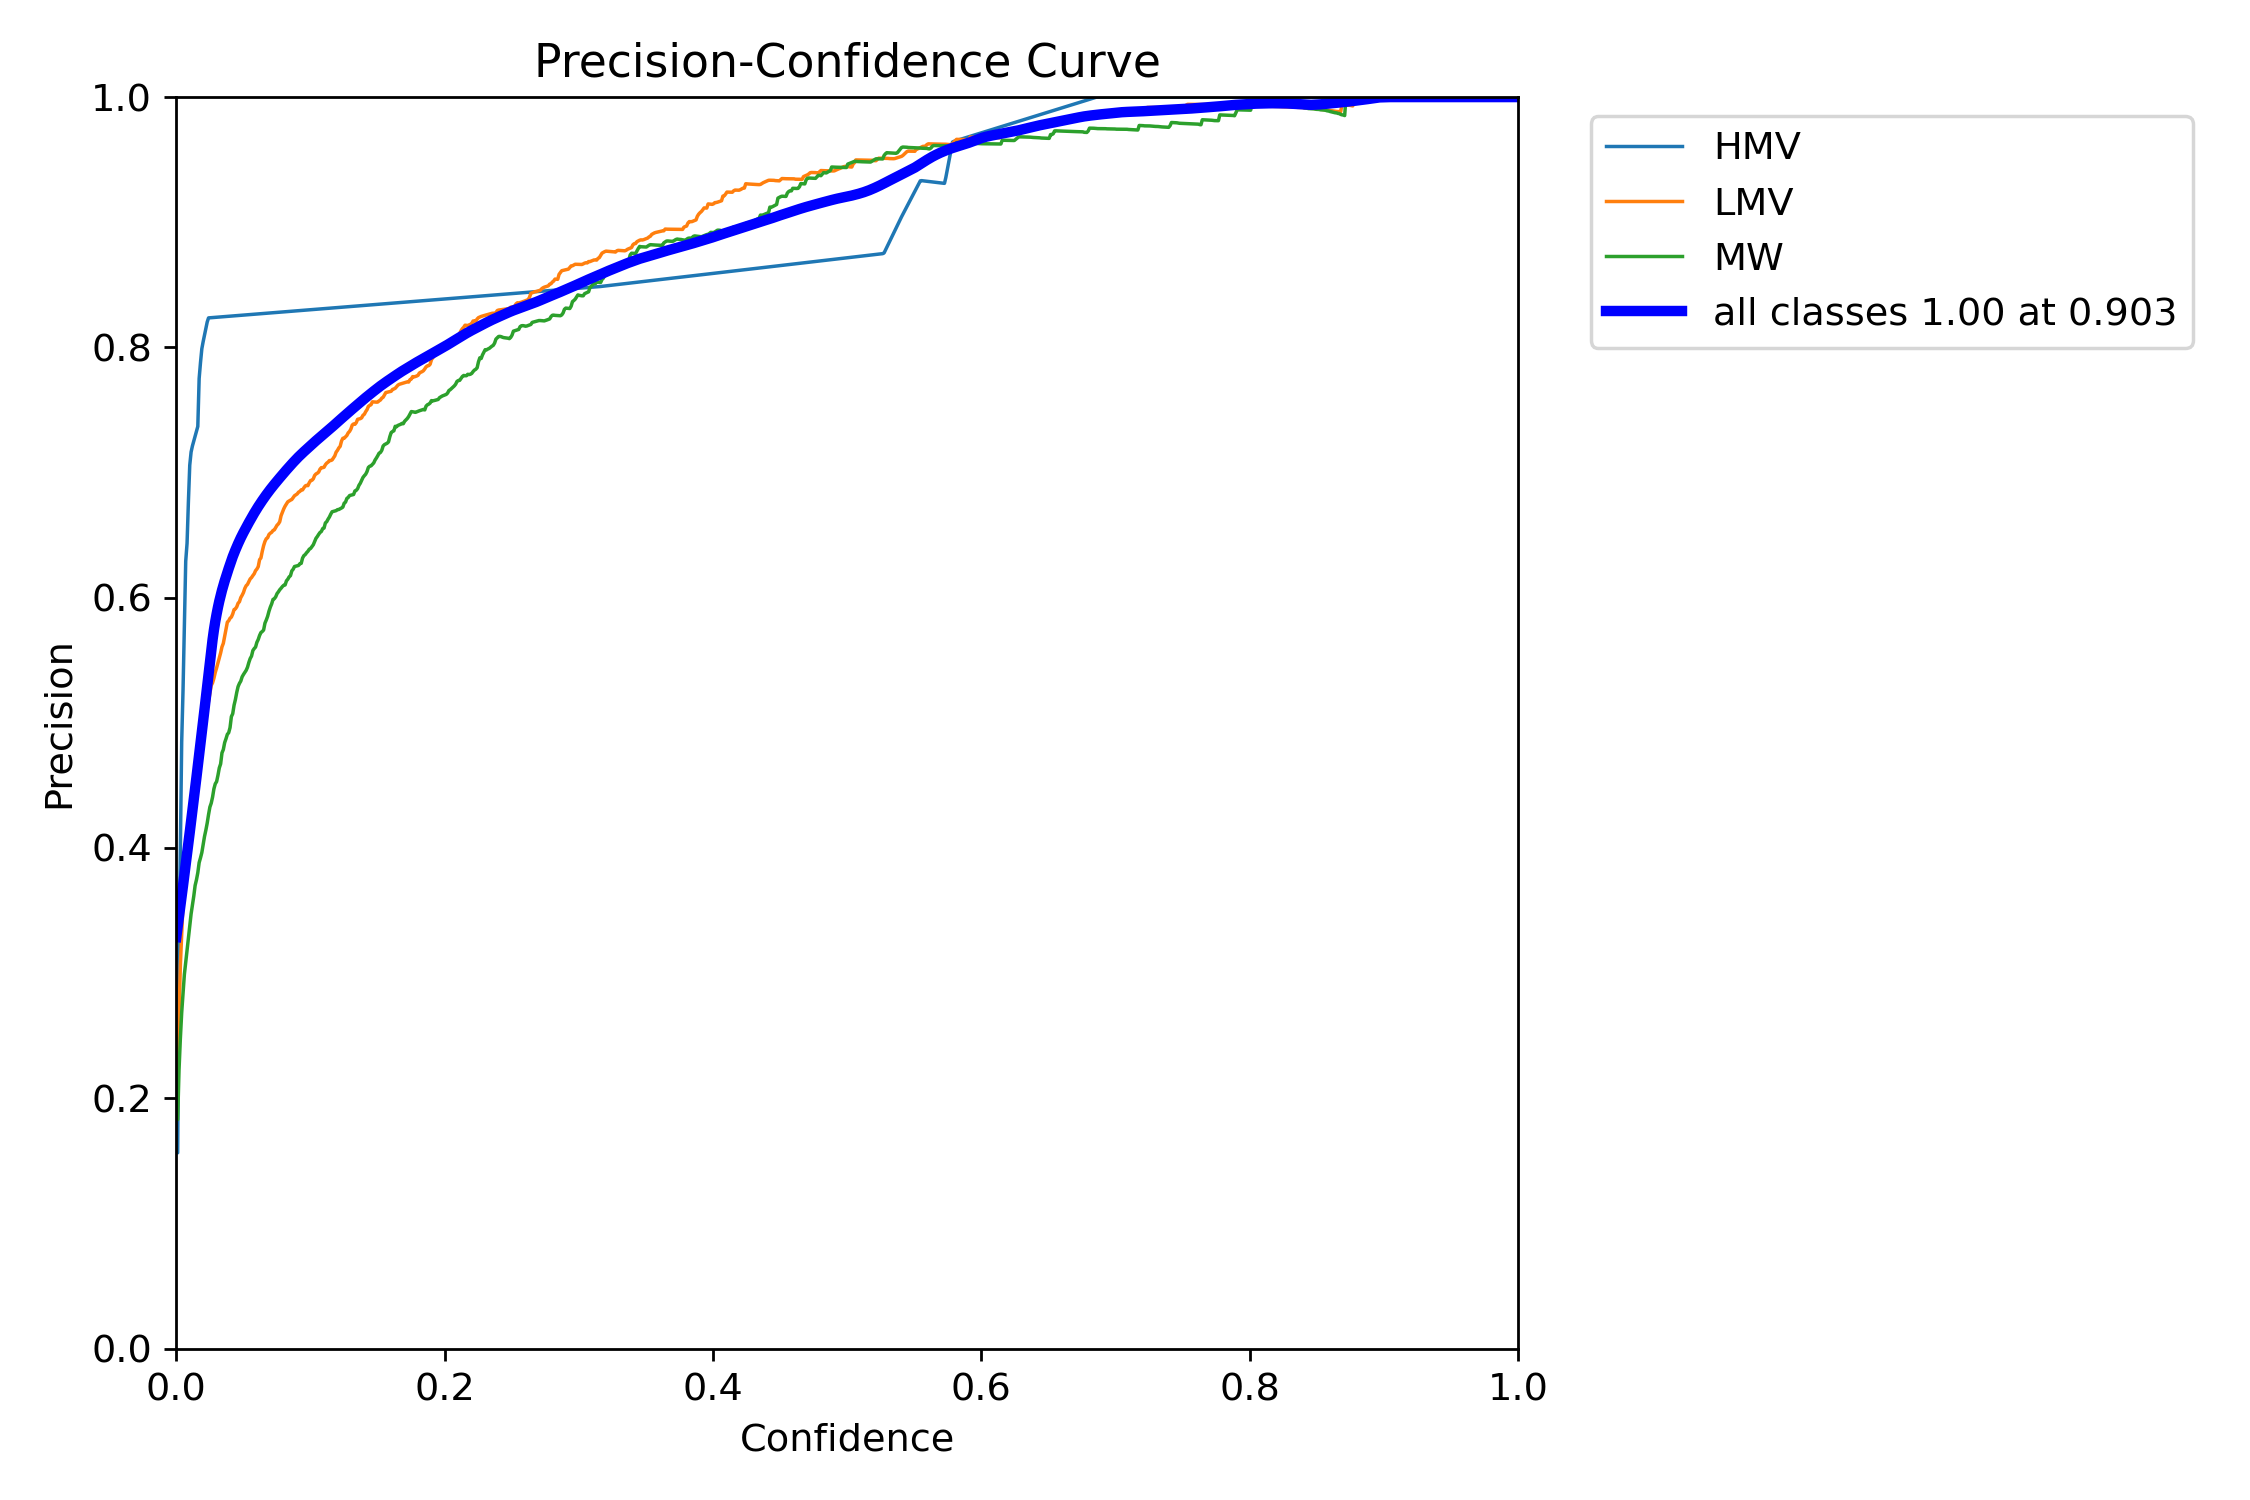 Precision-Confidence Curve
1.0
0.8
0.6
0.4
0.2
0.0
Precision
0.0 0.2 0.4 0.6 0.8 1.0
Confidence
HMV
LMV
MW
all classes 1.00 at 0.903